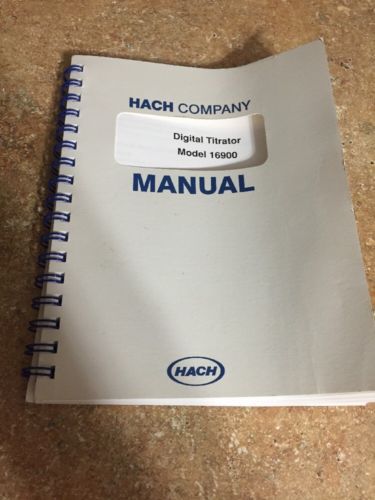 HACH COMPANY
Digital Titrator
Model 16900
MANUAL
HACH